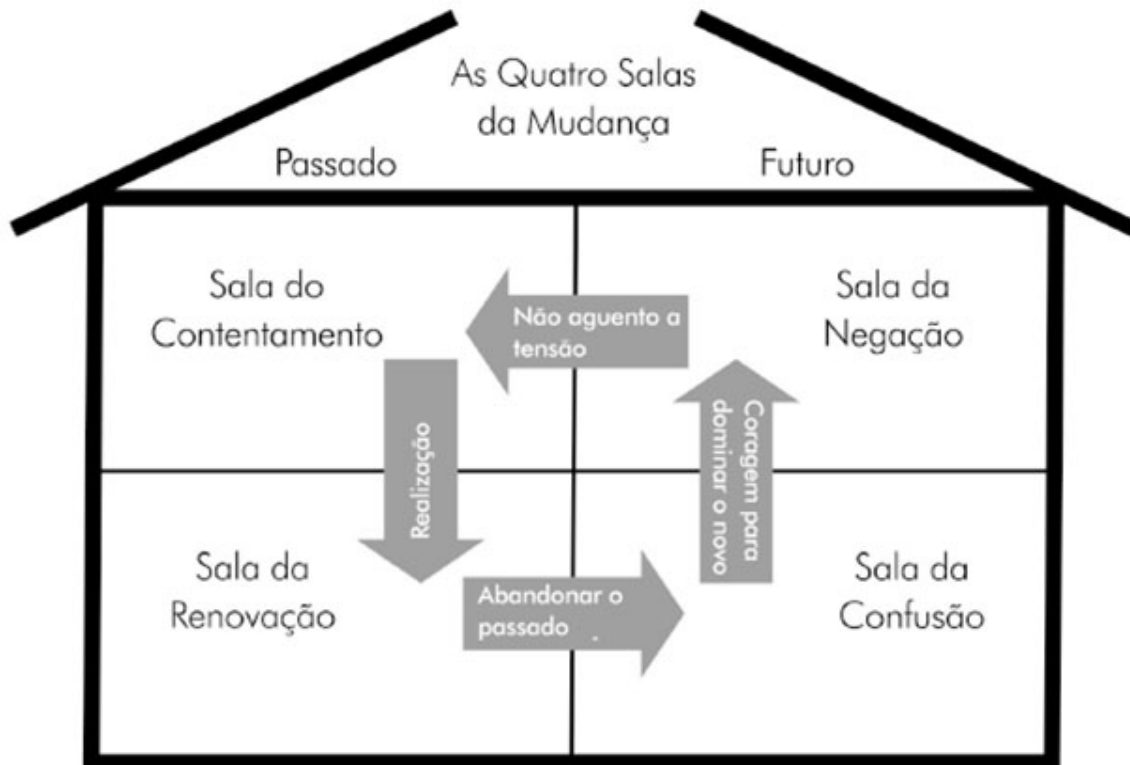 As Quatro Salas
da Mudança
Passado
Futuro
Sala do
Contentamento
Não aguento a
tensão
Sala da
Negação
Realização
Coragem para
dominar o novo
Sala da
Renovação
Abandonar o
passado .
Sala da
Confusão